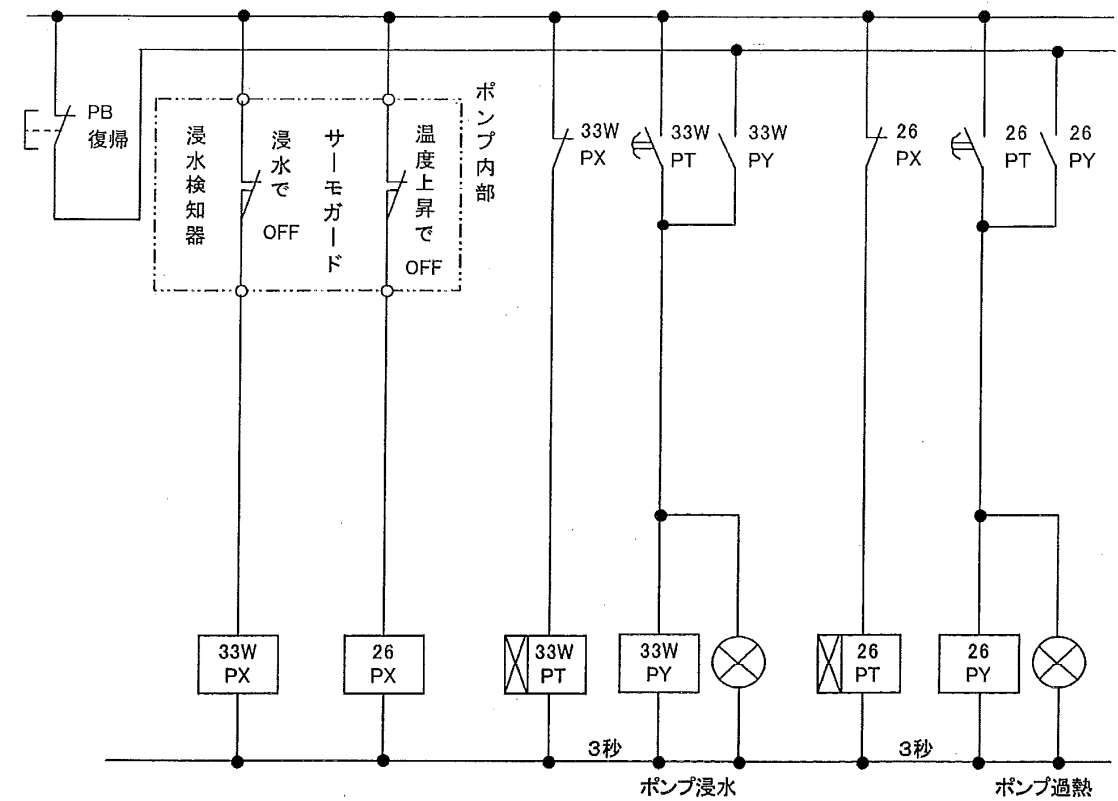 PB
復帰
浸水検知器
浸水で
OFF
サーモガード
温度上昇で
OFF
ポンプ内部
33W
PX
33W
PT
33W
PY
26
PX
26
PT
26
PY
33W
PX
26
PX
33W
PT
33W
PY
26
PT
26
PY
3秒
3秒
ポンプ浸水
ポンプ過熱